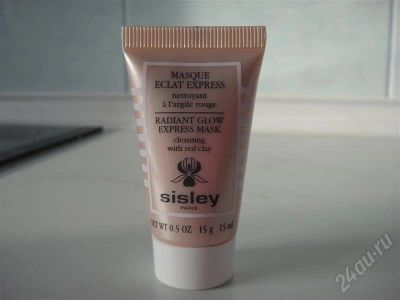 MASQUE
ECLAT EXPRESS
nettoyant
à l'argile rouge
RADIANT GLOW
EXPRESS MASK
cleansing
with red clay
sisley
PARIS
NET WT 0.5 OZ 15 g 15 ml
24au.ru